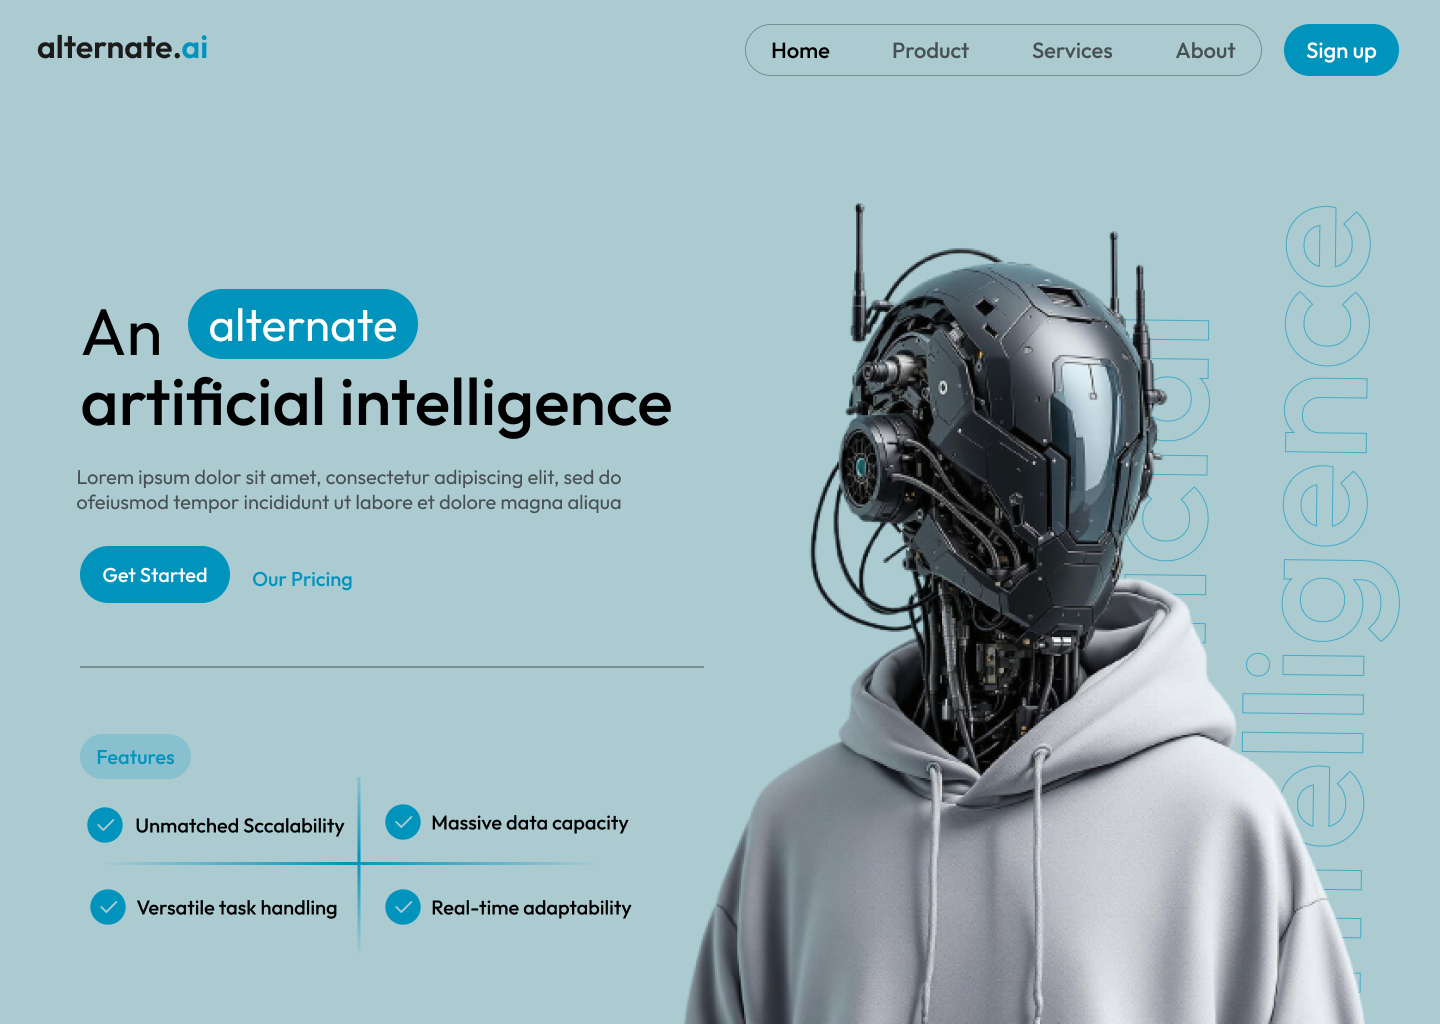 alternate.ai
Home Product Services About Sign up
An alternate
artificial intelligence
Lorem ipsum dolor sit amet, consectetur adipiscing elit, sed do
ofeiusmod tempor incididunt ut labore et dolore magna aliqua
Get Started Our Pricing
Features
Unmatched Sccalability Massive data capacity
Versatile task handling Real-time adaptability
icial
intelligence